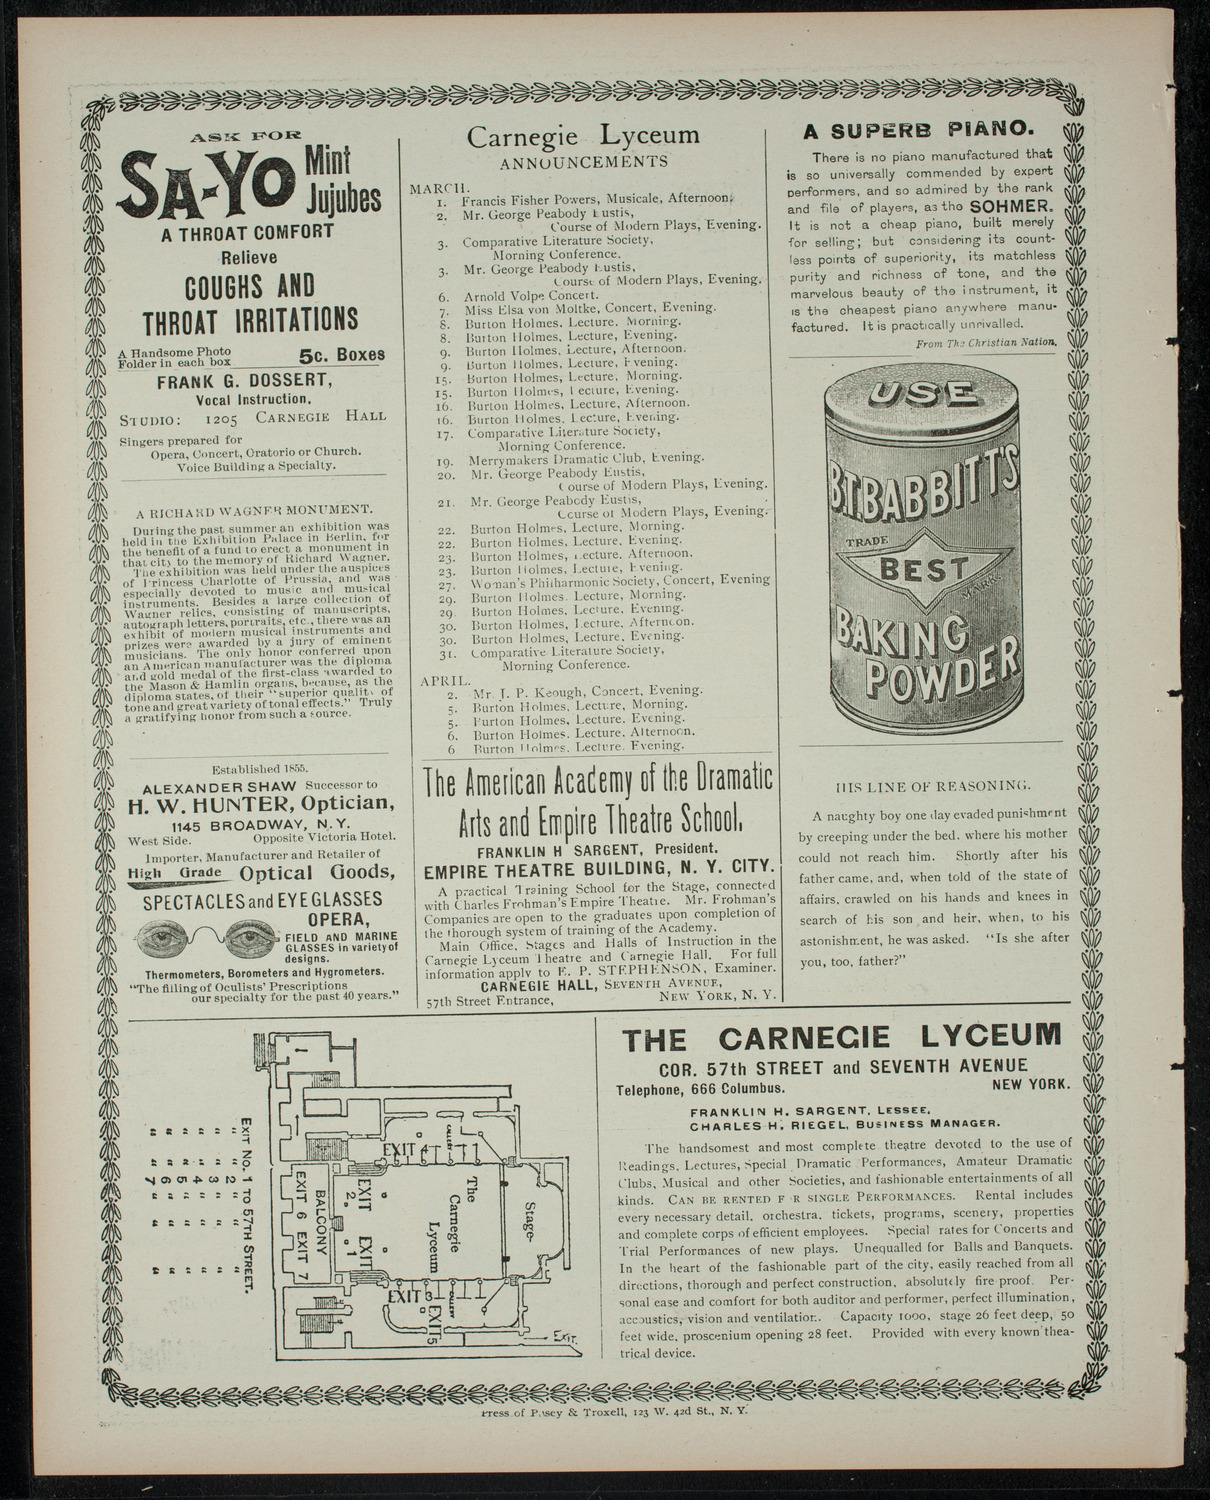 ASK FOR
SA-YO Mint Jujubes
A THROAT COMFORT
Relieve
COUGHS AND
THROAT IRRITATIONS
A Handsome Photo
Folder in each box
5c. Boxes
FRANK G. DOSSERT,
Vocal Instruction.
STUDIO: 1205 CARNEGIE HALL
Singers prepared for
Opera, Concert, Oratorio or Church.
Voice Building a Specialty.
A RICHARD WAGNER MONUMENT.
During the past summer an exhibition was
held in the Exhibition Palace in Berlin, for
the benefit of a fund to erect a monument in
that city to the memory of Richard Wagner.
The exhibition was held under the auspices
of Princess Charlotte of Prussia, and was
especially devoted to music and musical
instruments. Besides a large collection of
Wagner relics, consisting of manuscripts,
autograph letters, portraits, etc., there was an
exhibit of modern musical instruments and
prizes were awarded by a jury of eminent
musicians. The only honor conferred upon
an American manufacturer was the diploma
and gold medal of the first-class awarded to
the Mason & Hamlin organs, because, as the
diploma states, of their "superior quality of
tone and great variety of tonal effects." Truly
a gratifying honor from such a source.
Established 1855.
ALEXANDER SHAW Successor to
H. W. HUNTER, Optician,
1145 BROADWAY, N. Y.
West Side. Opposite Victoria Hotel.
Importer, Manufacturer and Retailer of
High Grade Optical Goods,
SPECTACLES and EYEGLASSES
OPERA,
FIELD AND MARINE
GLASSES in variety of
designs.
Thermometers, Borometers and Hygrometers.
"The filling of Oculists' Prescriptions
our specialty for the past 40 years."
Carnegie Lyceum
ANNOUNCEMENTS
MARCH.
1. Francis Fisher Powers, Musicale, Afternoon.
2. Mr. George Peabody Eustis,
Course of Modern Plays, Evening.
3. Comparative Literature Society,
Morning Conference.
3. Mr. George Peabody Eustis,
Course of Modern Plays, Evening.
6. Arnold Volpe Concert.
7. Miss Elsa von Moltke, Concert, Evening.
8. Burton Holmes, Lecture, Morning.
8. Burton Holmes, Lecture, Evening.
9. Burton Holmes, Lecture, Afternoon.
9. Burton Holmes, Lecture, Evening.
15. Burton Holmes, Lecture, Morning.
15. Burton Holmes, Lecture, Evening.
16. Burton Holmes, Lecture, Afternoon.
16. Burton Holmes, Lecture, Evening.
17. Comparative Literature Society,
Morning Conference.
19. Merrymakers Dramatic Club, Evening.
20. Mr. George Peabody Eustis,
Course of Modern Plays, Evening.
21. Mr. George Peabody Eustis,
Course of Modern Plays, Evening.
22. Burton Holmes, Lecture, Morning.
22. Burton Holmes, Lecture, Evening.
23. Burton Holmes, Lecture, Afternoon.
23. Burton Holmes, Lecture, Evening.
27. Woman's Philharmonic Society, Concert, Evening
29. Burton Holmes. Lecture, Morning.
29. Burton Holmes, Lecture, Evening.
30. Burton Holmes, Lecture, Afternoon.
30. Burton Holmes, Lecture, Evening.
31. Comparative Literature Society,
Morning Conference.
APRIL.
2. Mr. J. P. Keough, Concert, Evening.
5. Burton Holmes, Lecture, Morning.
5. Burton Holmes, Lecture, Evening.
6. Burton Holmes, Lecture, Afternoon.
6 Burton Holmes, Lecture, Evening.
The American Academy of the Dramatic
Arts and Empire Theatre School,
FRANKLIN H SARGENT, President.
EMPIRE THEATRE BUILDING, N. Y. CITY.
A practical Training School for the Stage, connected
with Charles Frohman's Empire Theatre. Mr. Frohman's
Companies are open to the graduates upon completion of
the thorough system of training of the Academy.
Main Office, Stages and Halls of Instruction in the
Carnegie Lyceum Theatre and Carnegie Hall. For full
information apply to E. P. STEPHENSON, Examiner.
CARNEGIE HALL, SEVENTH AVENUE,
57th Street Entrance, NEW YORK, N. Y.
A SUPERB PIANO.
There is no piano manufactured that
is so universally commended by expert
performers, and so admired by the rank
and file of players, as the SOHMER.
It is not a cheap piano, built merely
for selling; but considering its count-
less points of superiority, its matchless
purity and richness of tone, and the
marvelous beauty of the instrument, it
is the cheapest piano anywhere manu-
factured. It is practically unrivalled.
From The Christian Nation.
USE
B.T. BABBITT'S
TRADE
BEST
MARK
BAKING
POWDER
HIS LINE OF REASONING.
A naughty boy one day evaded punishment
by creeping under the bed, where his mother
could not reach him. Shortly after his
father came, and, when told of the state of
affairs, crawled on his hands and knees in
search of his son and heir, when, to his
astonishment, he was asked. "Is she after
you, too, father?"
EXIT No. 1 TO 57TH STREET.
" " 2 " " "
" " 3 " " "
" " 4 " " "
" " 5 " " "
" " 6 " " "
" " 7 " " "
EXIT 4
GALLERY
The
Carnegie
Lyceum
Stage
BALCONY
EXIT 6 EXIT 7
EXIT 2
EXIT 1
EXIT 3
GALLERY
EXIT 5
EXIT.
THE CARNEGIE LYCEUM
COR. 57th STREET and SEVENTH AVENUE
Telephone, 666 Columbus. NEW YORK.
FRANKLIN H. SARGENT, LESSEE,
CHARLES H. RIEGEL, BUSINESS MANAGER.
The handsomest and most complete theatre devoted to the use of
Readings, Lectures, Special Dramatic Performances, Amateur Dramatic
Clubs, Musical and other Societies, and fashionable entertainments of all
kinds. CAN BE RENTED F R SINGLE PERFORMANCES. Rental includes
every necessary detail, orchestra, tickets, programs, scenery, properties
and complete corps of efficient employees. Special rates for Concerts and
Trial Performances of new plays. Unequalled for Balls and Banquets.
In the heart of the fashionable part of the city, easily reached from all
directions, thorough and perfect construction, absolutely fire proof. Per-
sonal ease and comfort for both auditor and performer, perfect illumination,
accoustics, vision and ventilation. Capacity 1000, stage 26 feet deep, 50
feet wide, proscenium opening 28 feet. Provided with every known thea-
trical device.
Press of Pusey & Troxell, 123 W. 42d St., N. Y.